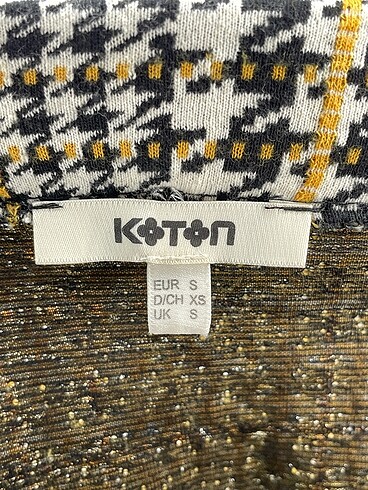 KOTON
EUR S
D/CH XS
UK S